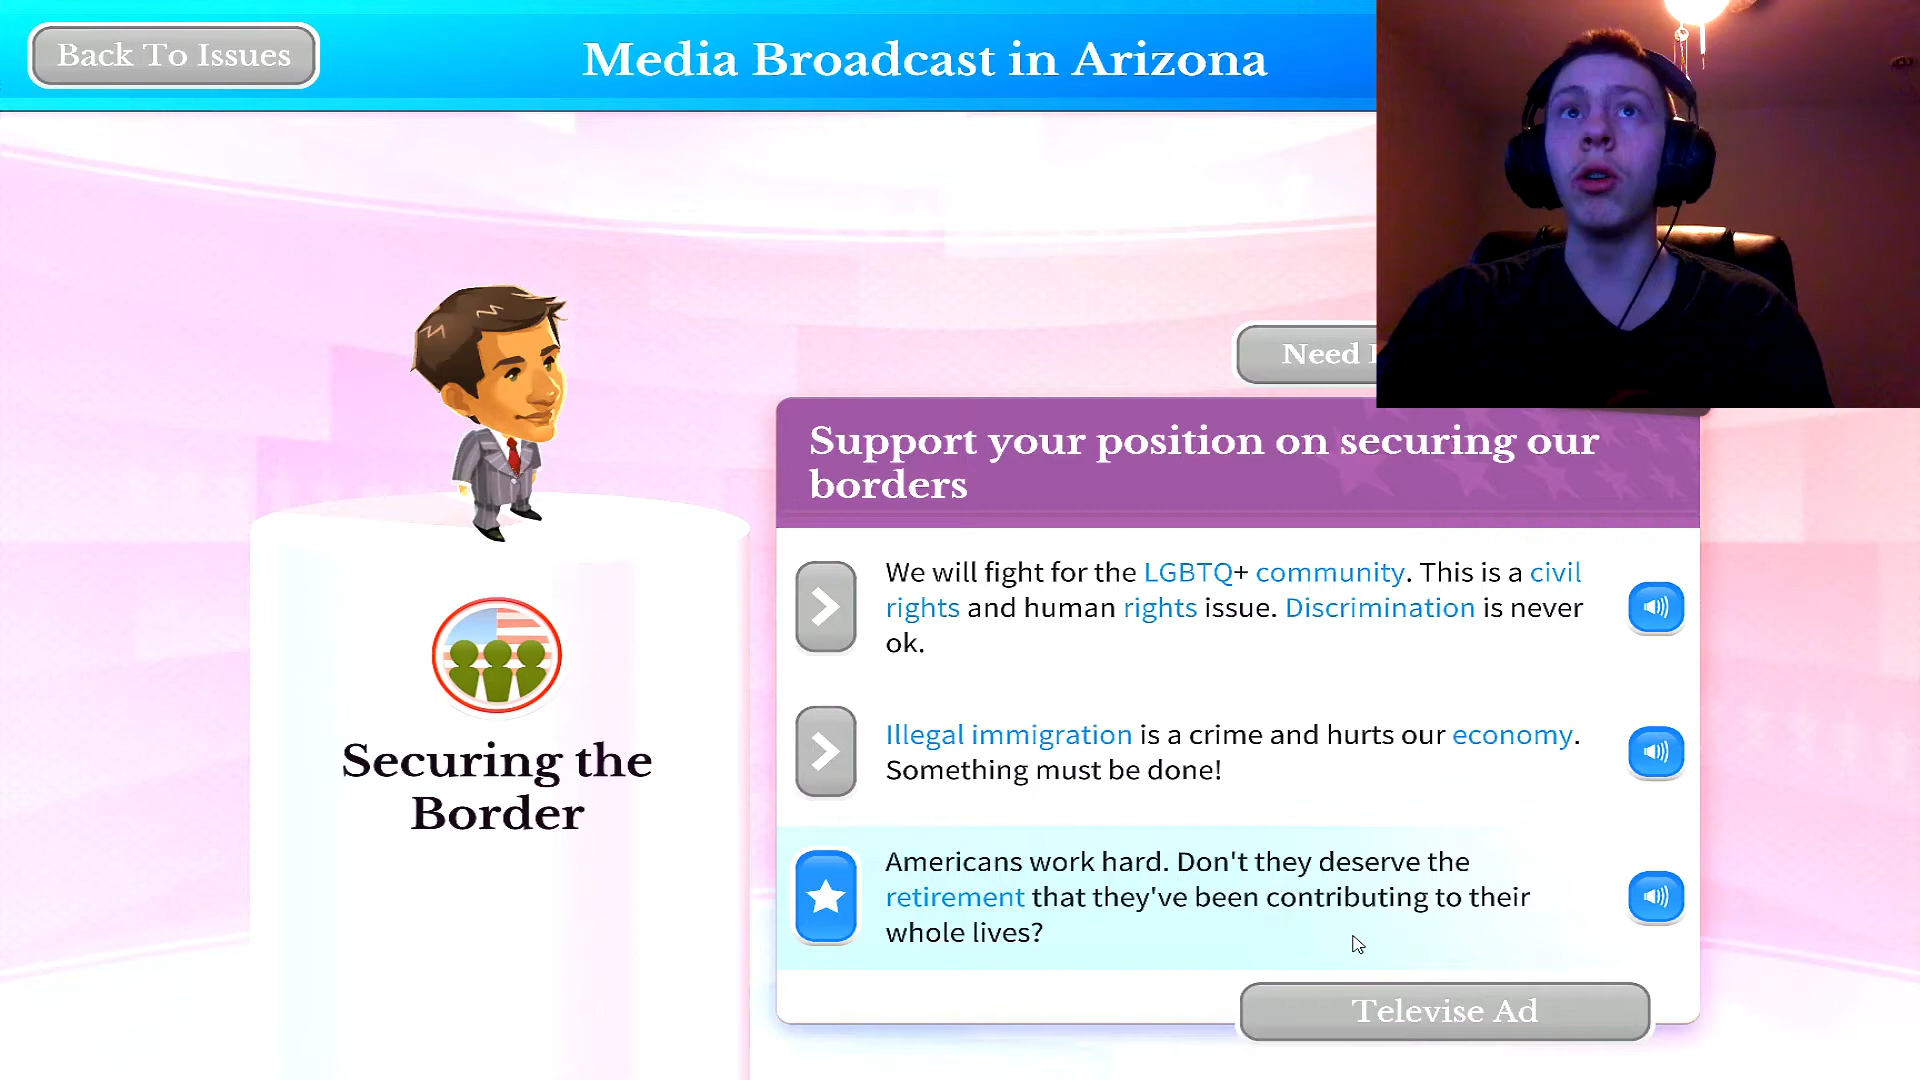 Back To Issues
Media Broadcast in Arizona
Need
Support your position on securing our
borders
We will fight for the LGBTQ+ community. This is a civil
rights and human rights issue. Discrimination is never
ok.
Illegal immigration is a crime and hurts our economy.
Something must be done!
Americans work hard. Don't they deserve the
retirement that they've been contributing to their
whole lives?
Televise Ad
Securing the
Border